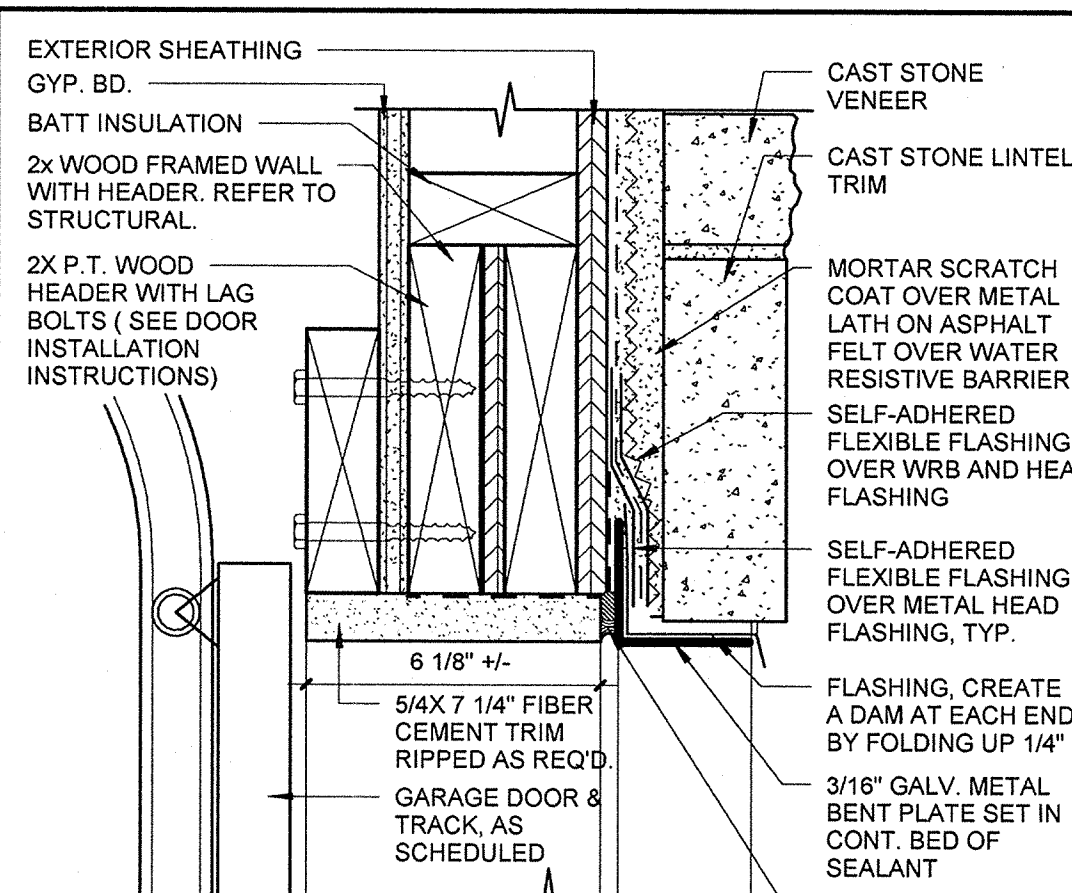 EXTERIOR SHEATHING
GYP. BD.
BATT INSULATION
2x WOOD FRAMED WALL
WITH HEADER. REFER TO
STRUCTURAL.
2X P.T. WOOD
HEADER WITH LAG
BOLTS ( SEE DOOR
INSTALLATION
INSTRUCTIONS)
6 1/8" +/-
5/4X 7 1/4" FIBER
CEMENT TRIM
RIPPED AS REQ'D.
GARAGE DOOR &
TRACK, AS
SCHEDULED
CAST STONE
VENEER
CAST STONE LINTEL
TRIM
MORTAR SCRATCH
COAT OVER METAL
LATH ON ASPHALT
FELT OVER WATER
RESISTIVE BARRIER
SELF-ADHERED
FLEXIBLE FLASHING
OVER WRB AND HEA
FLASHING
SELF-ADHERED
FLEXIBLE FLASHING
OVER METAL HEAD
FLASHING, TYP.
FLASHING, CREATE
A DAM AT EACH END
BY FOLDING UP 1/4"
3/16" GALV. METAL
BENT PLATE SET IN
CONT. BED OF
SEALANT